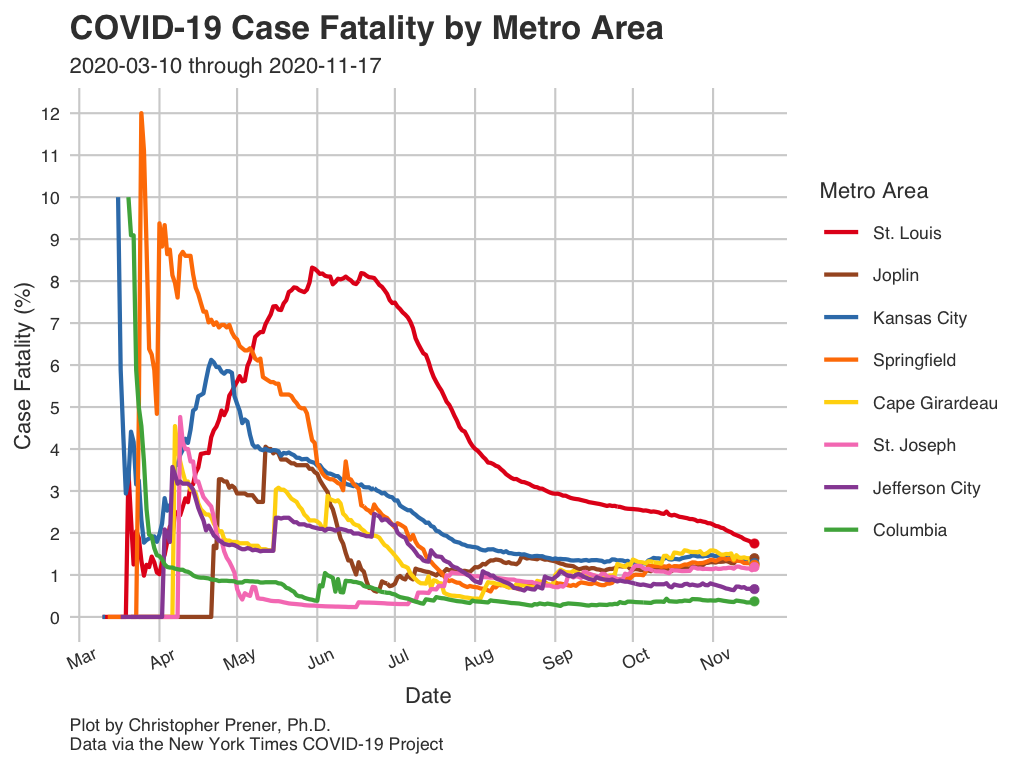 COVID-19 Case Fatality by Metro Area
2020-03-10 through 2020-11-17
Case Fatality (%)
12
11
10
9
8
7
6
5
4
3
2
1
0
Mar
Apr
May
Jun
Jul
Aug
Sep
Oct
Nov
Date
Metro Area
St. Louis
Joplin
Kansas City
Springfield
Cape Girardeau
St. Joseph
Jefferson City
Columbia
Plot by Christopher Prener, Ph.D.
Data via the New York Times COVID-19 Project